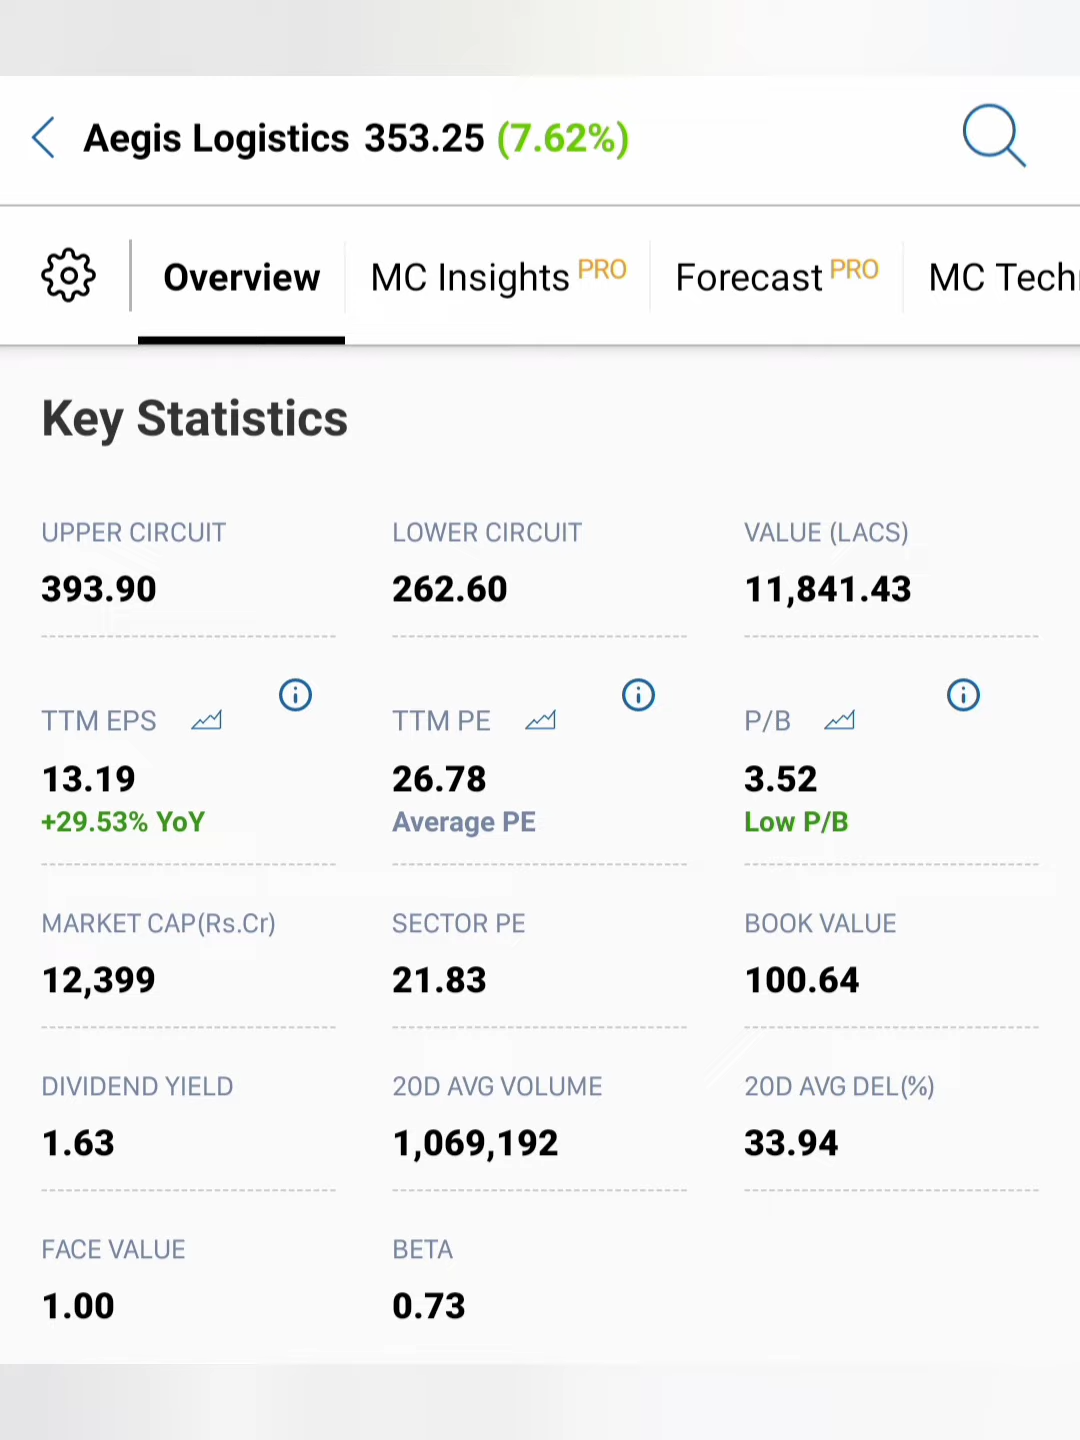 Aegis Logistics 353.25 (7.62%)
Overview MC Insights PRO Forecast PRO MC Tech
Key Statistics
UPPER CIRCUIT LOWER CIRCUIT VALUE (LACS)
393.90 262.60 11,841.43
TTM EPS TTM PE P/B
13.19 26.78 3.52
+29.53% YoY Average PE Low P/B
MARKET CAP(Rs.Cr) SECTOR PE BOOK VALUE
12,399 21.83 100.64
DIVIDEND YIELD 20D AVG VOLUME 20D AVG DEL(%)
1.63 1,069,192 33.94
FACE VALUE BETA
1.00 0.73